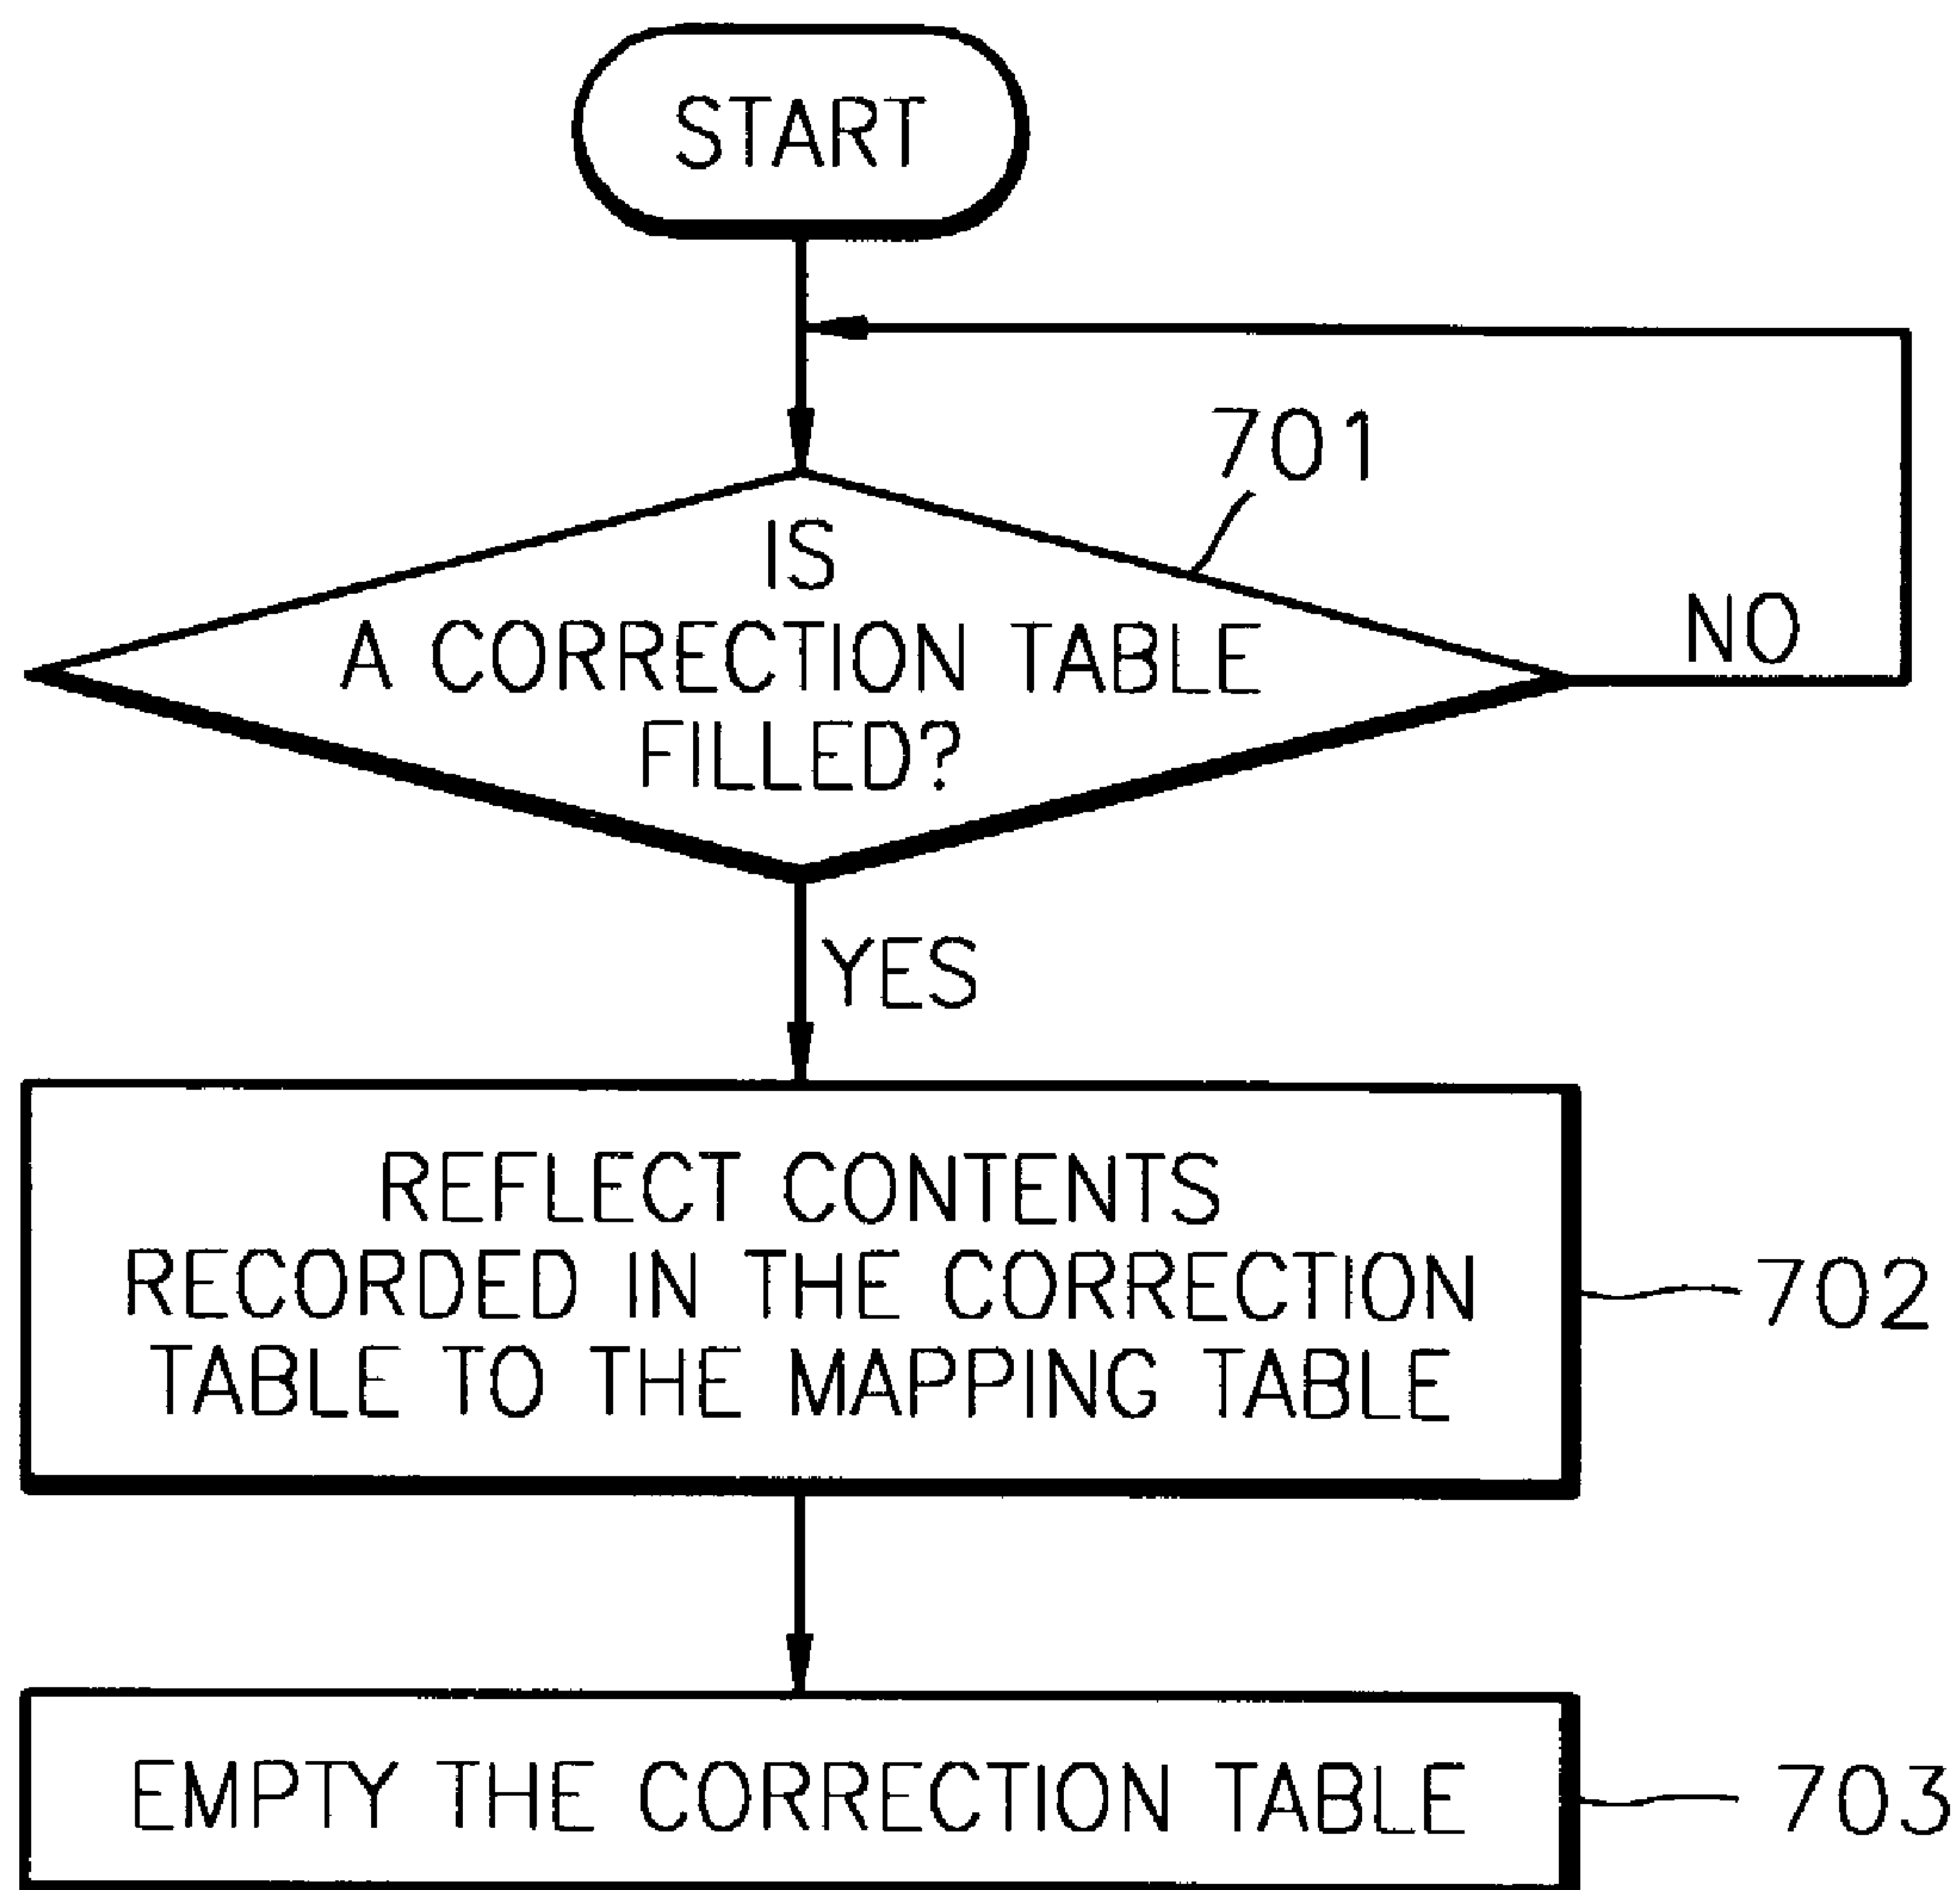 START
701
IS
A CORRECTION TABLE
FILLED?
NO
YES
REFLECT CONTENTS
RECORDED IN THE CORRECTION
TABLE TO THE MAPPING TABLE
702
EMPTY THE CORRECTION TABLE
703